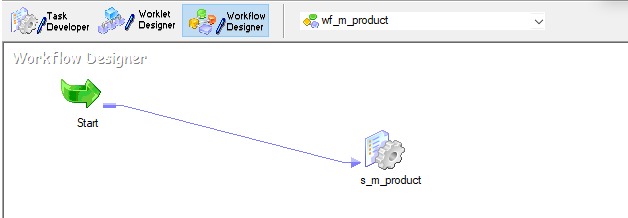 Task
Developer
Worklet
Designer
Workflow
Designer
wf_m_product
Workflow Designer
Start
s_m_product